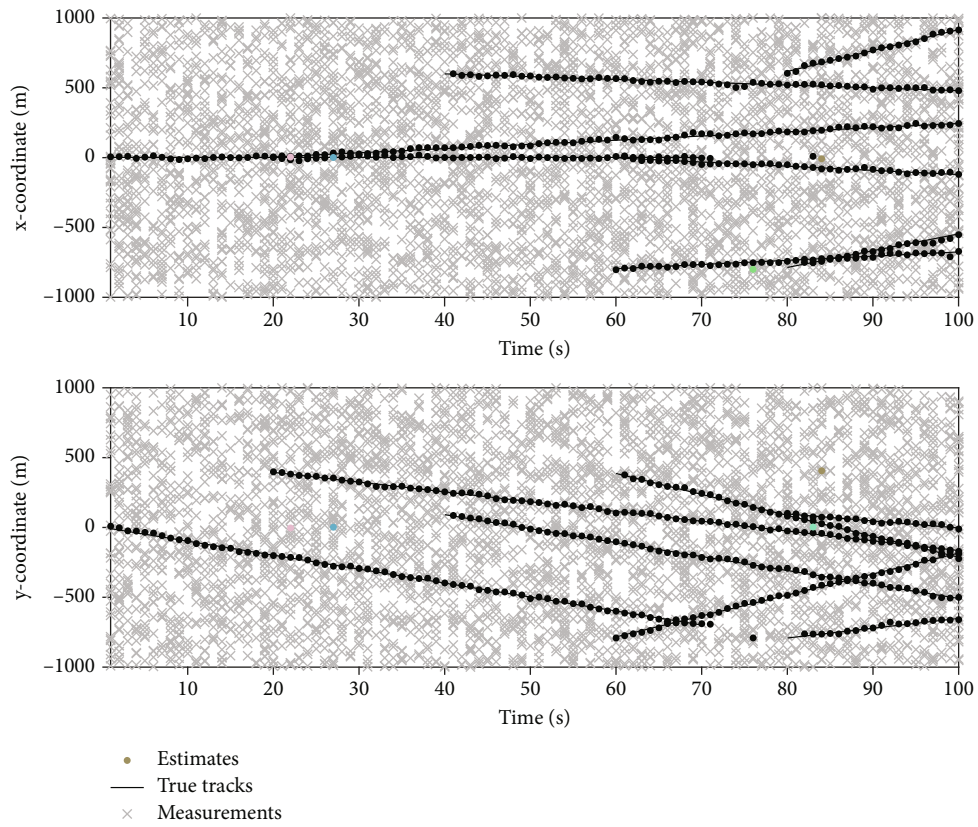 1000
500
0
−500
−1000
x-coordinate (m)
10 20 30 40 50 60 70 80 90 100
Time (s)
1000
500
0
−500
−1000
y-coordinate (m)
10 20 30 40 50 60 70 80 90 100
Time (s)
Estimates
True tracks
Measurements